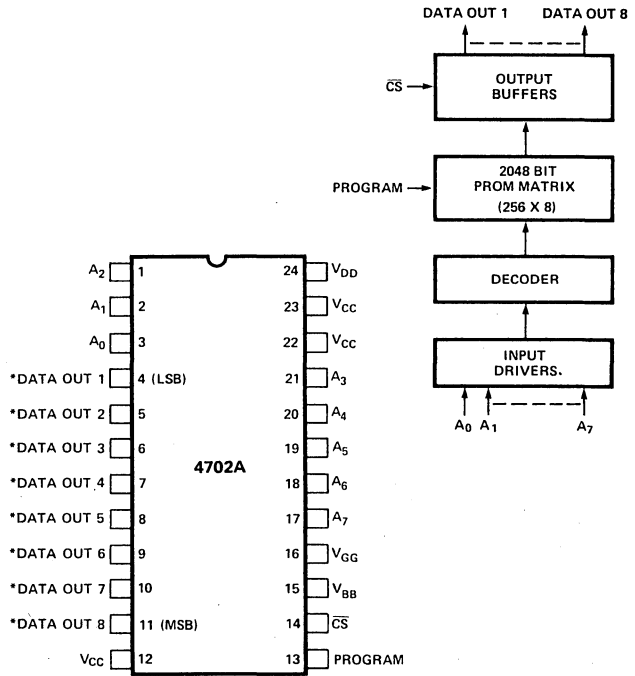 DATA OUT 1 DATA OUT 8
CS
OUTPUT
BUFFERS
PROGRAM
2048 BIT
PROM MATRIX
(256 X 8)
DECODER
INPUT
DRIVERS.
A0 A1 A7
A2 1 24 VDD
A1 2 23 VCC
A0 3 22 VCC
*DATA OUT 1 4 (LSB) 21 A3
*DATA OUT 2 5 20 A4
*DATA OUT 3 6 19 A5
4702A
*DATA OUT 4 7 18 A6
*DATA OUT 5 8 17 A7
*DATA OUT 6 9 16 VGG
*DATA OUT 7 10 15 VBB
*DATA OUT 8 11 (MSB) 14 CS
VCC 12 13 PROGRAM